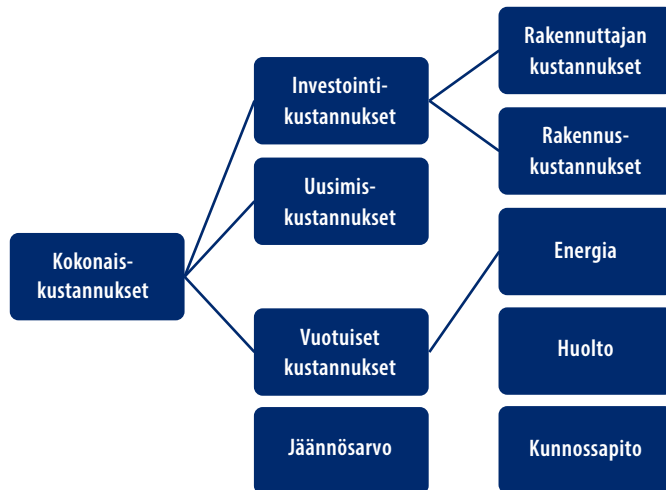 Kokonais-
kustannukset
Investointi-
kustannukset
Uusimis-
kustannukset
Vuotuiset
kustannukset
Jäännösarvo
Rakennuttajan
kustannukset
Rakennus-
kustannukset
Energia
Huolto
Kunnossapito